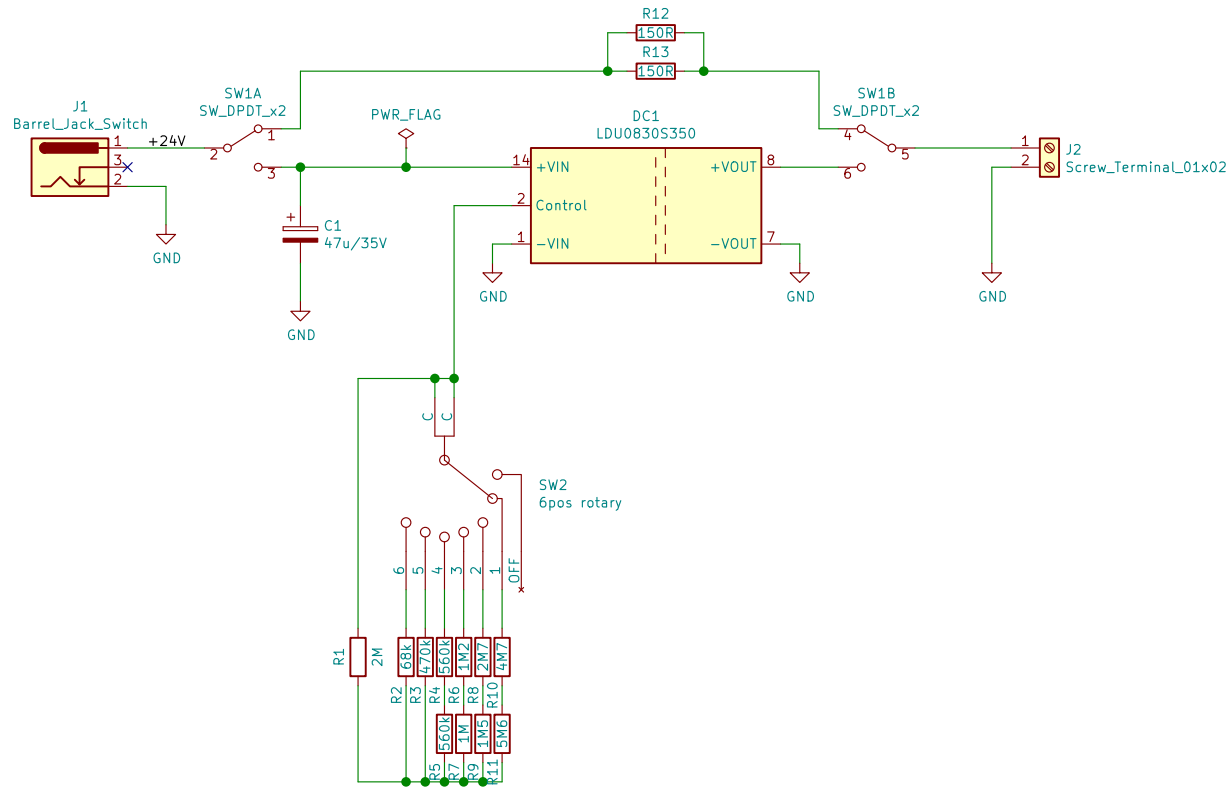 R12
150R
R13
150R
J1
Barrel_Jack_Switch
1
3
2
+24V
SW1A
SW_DPDT_x2
1
2
3
PWR_FLAG
DC1
LDU0830S350
14
+VIN
2
Control
1
−VIN
+VOUT
8
−VOUT
7
SW1B
SW_DPDT_x2
4
5
6
1
2
J2
Screw_Terminal_01x02
C1
+
47u/35V
GND
GND
GND
GND
GND
C
C
SW2
6pos rotary
6
5
4
3
2
1
OFF
R1
2M
68k
470k
560k
1M2
2M7
4M7
R2
R3
R4
R6
R8
R10
560k
1M
1M5
5M6
R5
R7
R9
R11